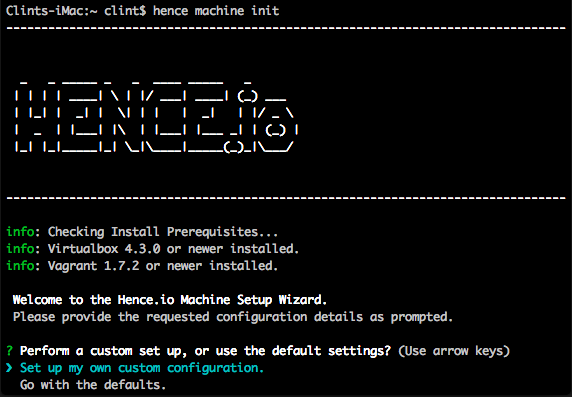 Clints-iMac:~ clint$ hence machine init
HENCE.io
info: Checking Install Prerequisites...
info: Virtualbox 4.3.0 or newer installed.
info: Vagrant 1.7.2 or newer installed.
Welcome to the Hence.io Machine Setup Wizard.
Please provide the requested configuration details as prompted.
? Perform a custom set up, or use the default settings? (Use arrow keys)
❯ Set up my own custom configuration.
Go with the defaults.